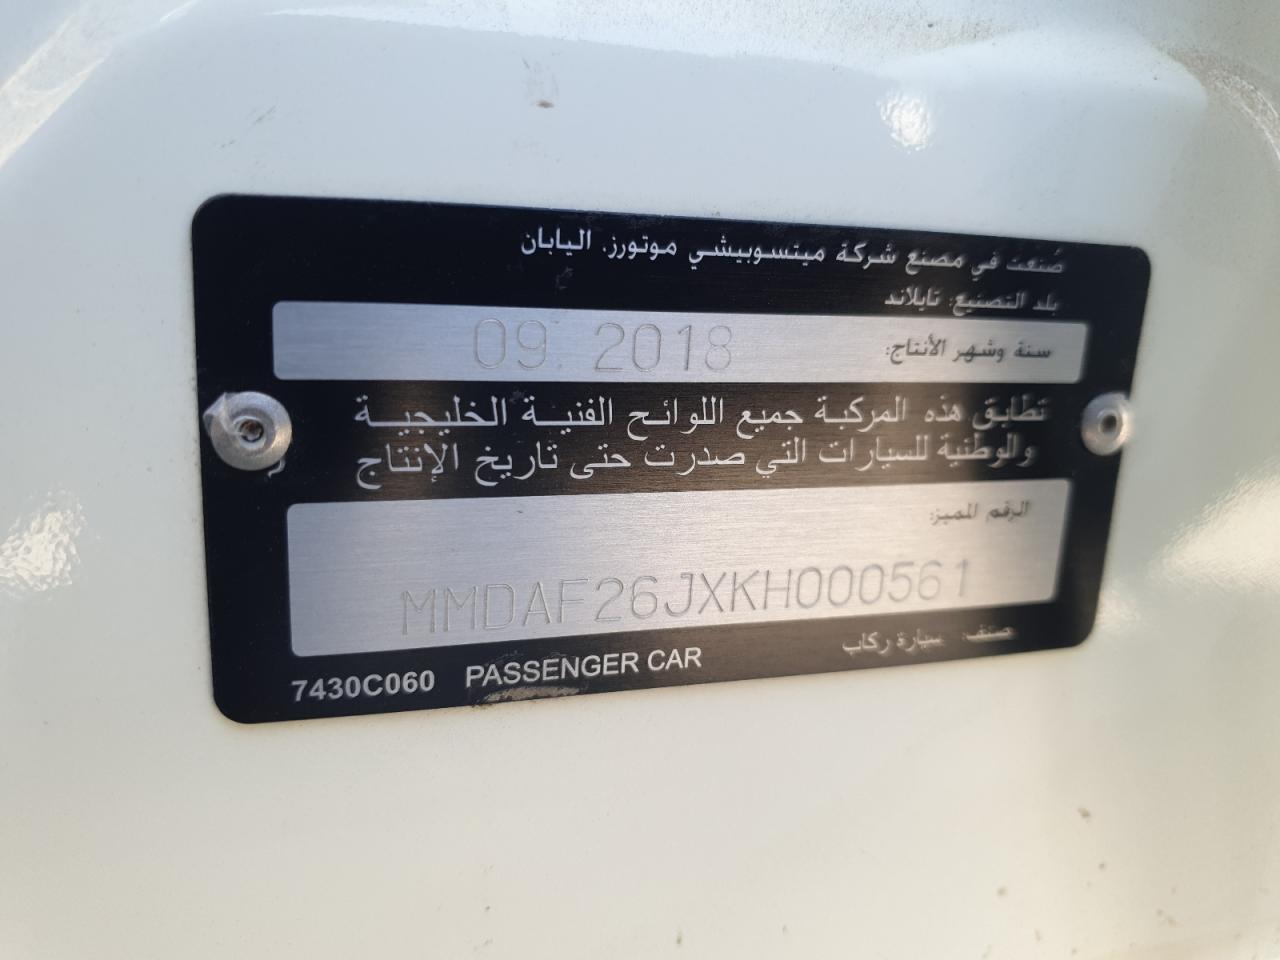 صُنعت في مصنع شركة ميتسوبيشي موتورز. اليابان
بلد التصنيع: تايلاند
سنة وشهر الأنتاج: 09. 2018
تطابق هذه المركبة جميع اللوائح الفنية الخليجية
والوطنية للسيارات التي صدرت حتى تاريخ الإنتاج
الرقم المميز:
MMDAF26JXKH000561
صنف: سيارة ركاب
7430C060 PASSENGER CAR